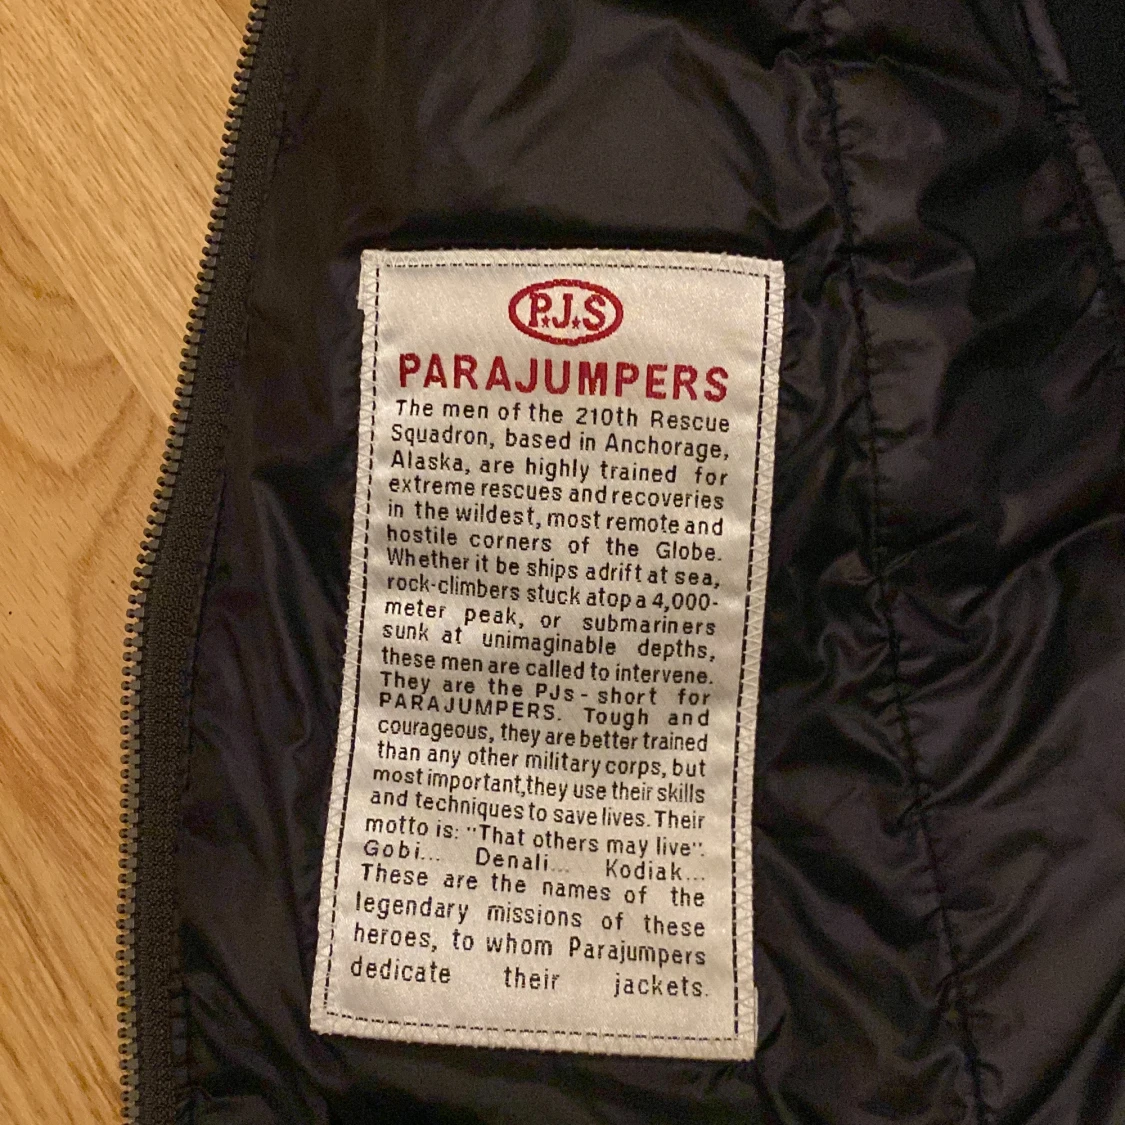 P.J.S
PARAJUMPERS
The men of the 210th Rescue
Squadron, based in Anchorage,
Alaska, are highly trained for
extreme rescues and recoveries
in the wildest, most remote and
hostile corners of the Globe.
Whether it be ships adrift at sea,
rock-climbers stuck atop a 4,000-
meter peak, or submariners
sunk at unimaginable depths,
these men are called to intervene.
They are the PJs - short for
PARAJUMPERS. Tough and
courageous, they are better trained
than any other military corps, but
most important,they use their skills
and techniques to save lives. Their
motto is: "That others may live".
Gobi... Denali... Kodiak...
These are the names of the
legendary missions of these
heroes, to whom Parajumpers
dedicate their jackets.